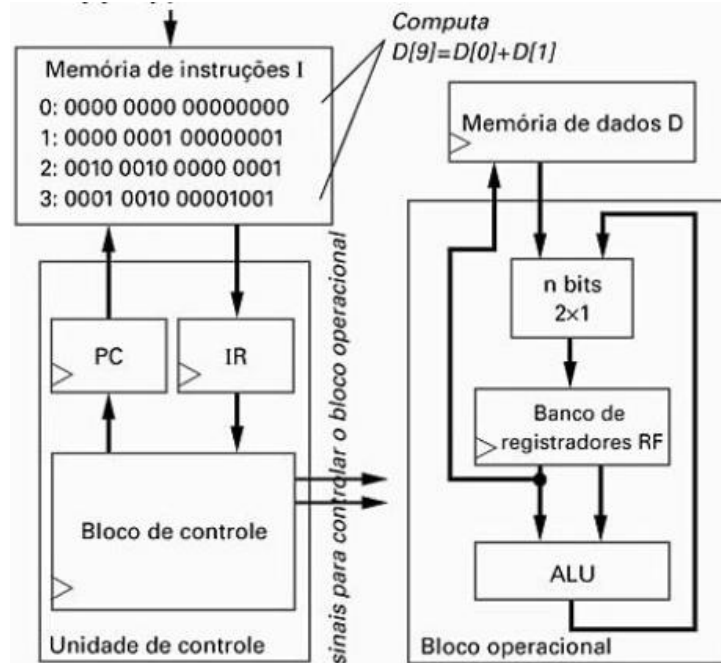 Computa
D[9]=D[0]+D[1]
Memória de instruções I
0: 0000 0000 00000000
1: 0000 0001 00000001
2: 0010 0010 0000 0001
3: 0001 0010 00001001
PC
IR
Bloco de controle
Unidade de controle
sinais para controlar o bloco operacional
Memória de dados D
n bits
2×1
Banco de
registradores RF
ALU
Bloco operacional